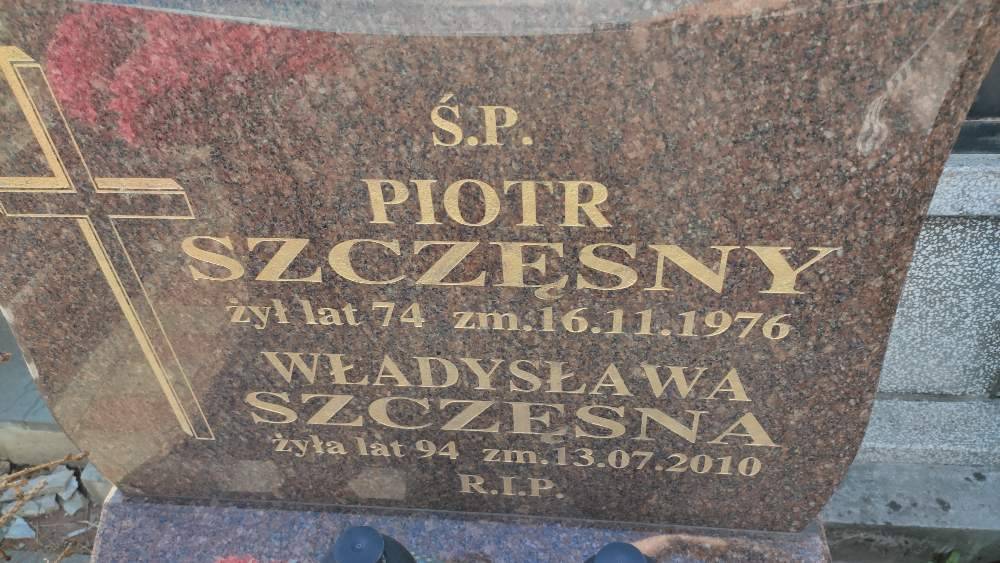 Ś.P.
PIOTR
SZCZĘSNY
żył lat 74 zm.16.11.1976
WŁADYSŁAWA
SZCZĘSNA
żyła lat 94 zm.13.07.2010
R.I.P.